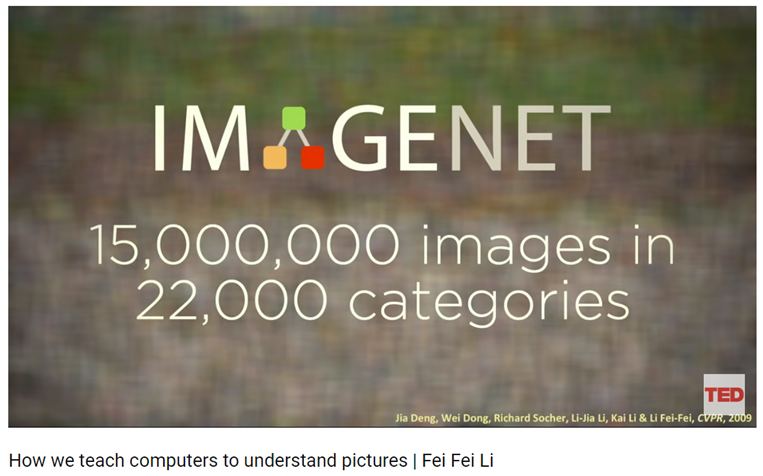 IMAGENET
15,000,000 images in
22,000 categories
TED
Jia Deng, Wei Dong, Richard Socher, Li-Jia Li, Kai Li & Li Fei-Fei, CVPR, 2009
How we teach computers to understand pictures | Fei Fei Li